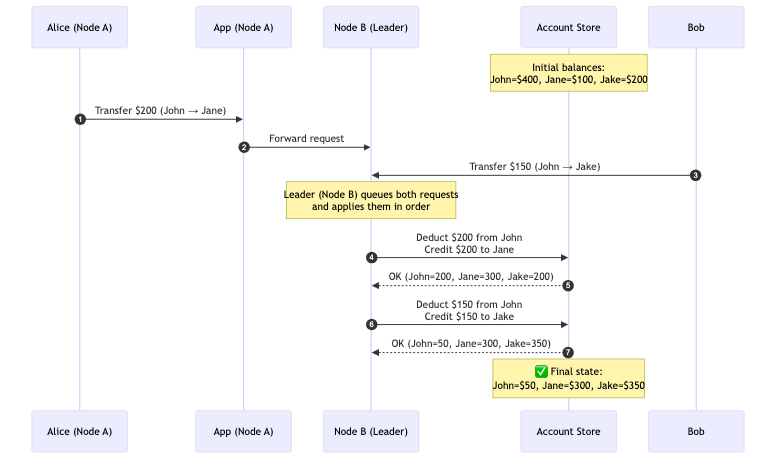 Alice (Node A)
App (Node A)
Node B (Leader)
Account Store
Bob
Initial balances:
John=$400, Jane=$100, Jake=$200
Transfer $200 (John → Jane)
1
Forward request
2
Transfer $150 (John → Jake)
3
Leader (Node B) queues both requests
and applies them in order
Deduct $200 from John
Credit $200 to Jane
4
OK (John=200, Jane=300, Jake=200)
5
Deduct $150 from John
Credit $150 to Jake
6
OK (John=50, Jane=300, Jake=350)
7
✅ Final state:
John=$50, Jane=$300, Jake=$350
Alice (Node A)
App (Node A)
Node B (Leader)
Account Store
Bob